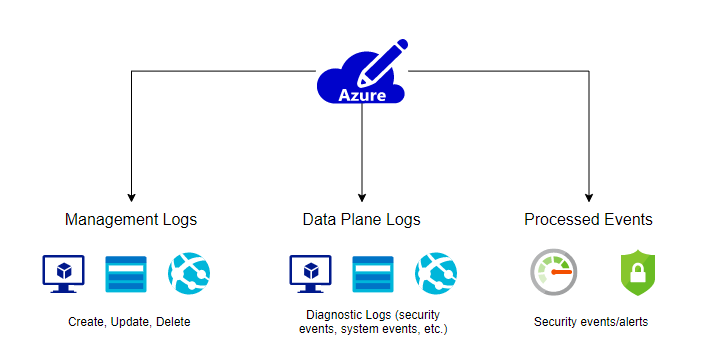 Azure
Management Logs
Data Plane Logs
Processed Events
Create, Update, Delete
Diagnostic Logs (security
events, system events, etc.)
Security events/alerts